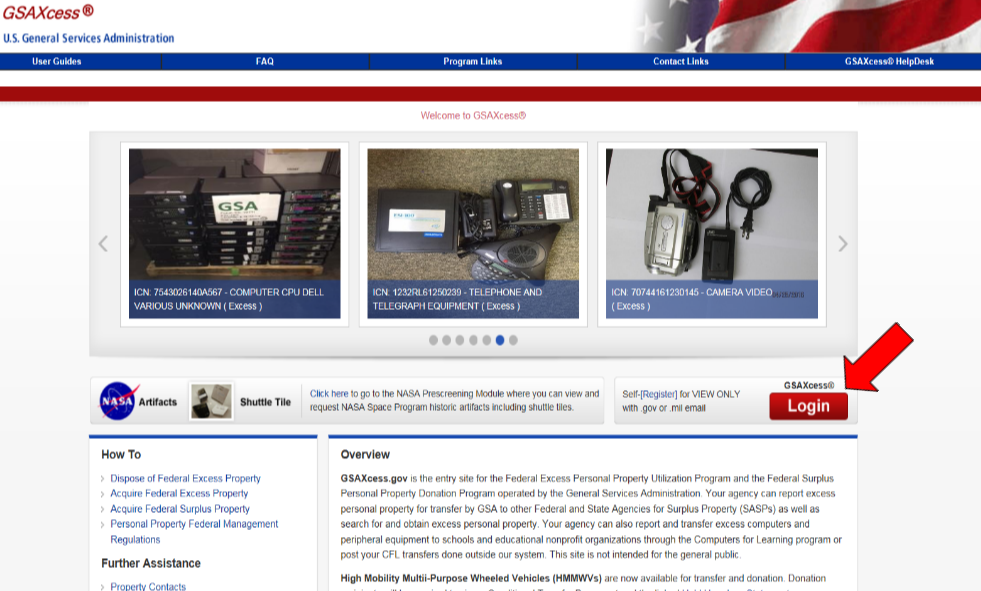 GSAXcess®
U.S. General Services Administration
User Guides
FAQ
Program Links
Contact Links
GSAXcess® HelpDesk
Welcome to GSAXcess®
GSA
ICN: 7543026140A567 - COMPUTER CPU DELL
VARIOUS UNKNOWN ( Excess )
ICN: 1232RL61250239 - TELEPHONE AND
TELEGRAPH EQUIPMENT ( Excess )
ICN: 70744161230145 - CAMERA VIDEO
( Excess )
NASA
Artifacts
Shuttle Tile
Click here to go to the NASA Prescreening Module where you can view and
request NASA Space Program historic artifacts including shuttle tiles.
Self-[Register] for VIEW ONLY
with .gov or .mil email
GSAXcess®
Login
How To
Dispose of Federal Excess Property
Acquire Federal Excess Property
Acquire Federal Surplus Property
Personal Property Federal Management
Regulations
Further Assistance
Property Contacts
Overview
GSAXcess.gov is the entry site for the Federal Excess Personal Property Utilization Program and the Federal Surplus
Personal Property Donation Program operated by the General Services Administration. Your agency can report excess
personal property for transfer by GSA to other Federal and State Agencies for Surplus Property (SASPs) as well as
search for and obtain excess personal property. Your agency can also report and transfer excess computers and
peripheral equipment to schools and educational nonprofit organizations through the Computers for Learning program or
post your CFL transfers done outside our system. This site is not intended for the general public.
High Mobility Multii-Purpose Wheeled Vehicles (HMMWVs) are now available for transfer and donation. Donation